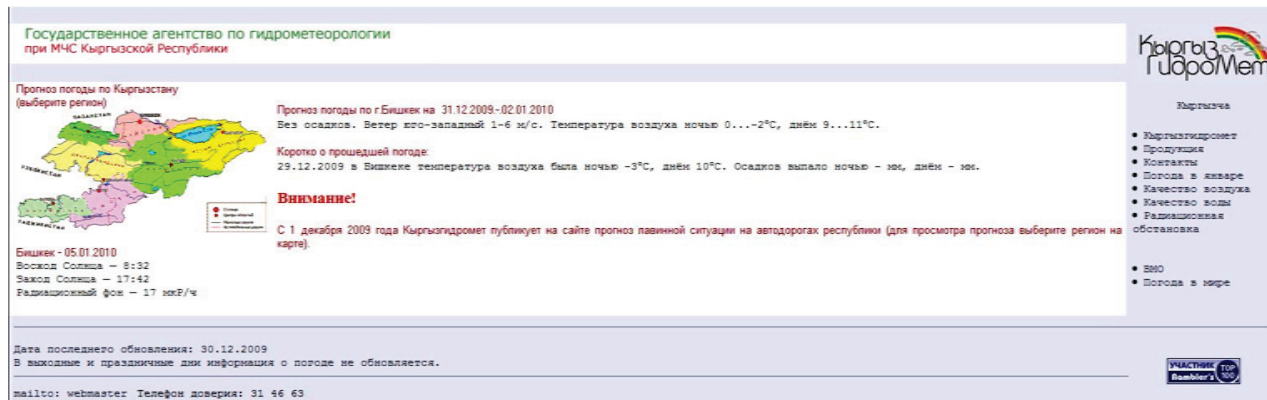 Государственное агентство по гидрометеорологии
при МЧС Кыргызской Республики
Кыргыз
ГидроМет
Прогноз погоды по Кыргызстану
(выберите регион)
КАЗАХСТАН
УЗБЕКИСТАН
ТАДЖИКИСТАН
Бишкек - 05.01.2010
Восход Солнца — 8:32
Заход Солнца — 17:42
Радиационный фон — 17 мкР/ч
Прогноз погоды по г.Бишкек на 31.12.2009.-02.01.2010
Без осадков. Ветер юго-западный 1-6 м/с. Температура воздуха ночью 0...-2°C, днём 9...11°C.
Коротко о прошедшей погоде:
29.12.2009 в Бишкеке температура воздуха была ночью -3°C, днём 10°C. Осадков выпало ночью - мм, днём - мм.
Внимание!
С 1 декабря 2009 года Кыргызгидромет публикует на сайте прогноз лавинной ситуации на автодорогах республики (для просмотра прогноза выберите регион на
карте).
Кыргызча
• Кыргызгидромет
• Продукция
• Контакты
• Погода в январе
• Качество воздуха
• Качество воды
• Радиационная
обстановка
• ВМО
• Погода в мире
Дата последнего обновления: 30.12.2009
В выходные и праздничные дни информация о погоде не обновляется.
УЧАСТНИК TOP
Rambler's 100
mailto: webmaster Телефон доверия: 31 46 63